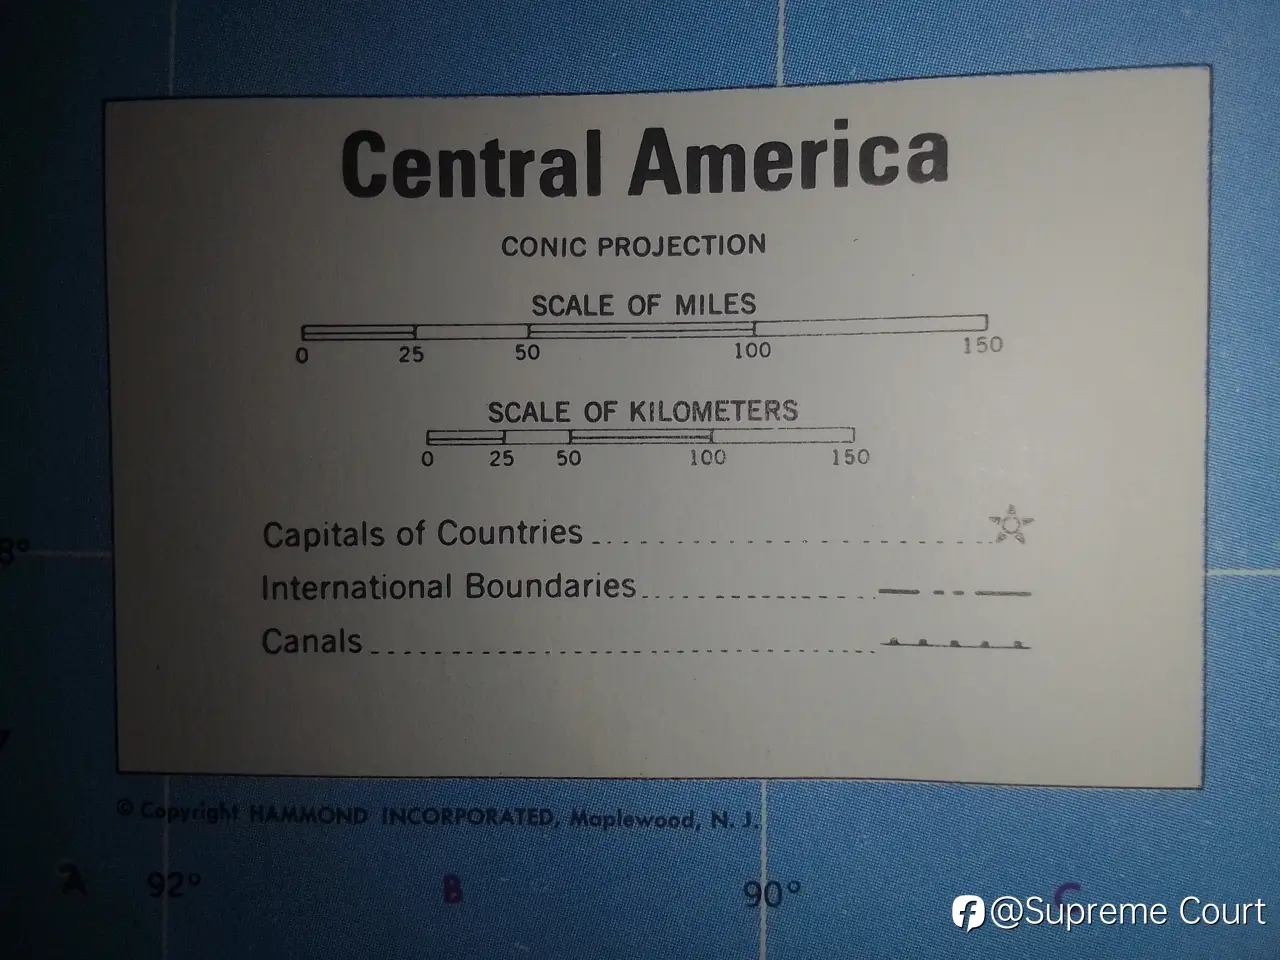 Central America
CONIC PROJECTION
SCALE OF MILES
0 25 50 100 150
SCALE OF KILOMETERS
0 25 50 100 150
Capitals of Countries
International Boundaries
Canals
© Copyright HAMMOND INCORPORATED, Maplewood, N. J.
A 92° B 90° C
@Supreme Court